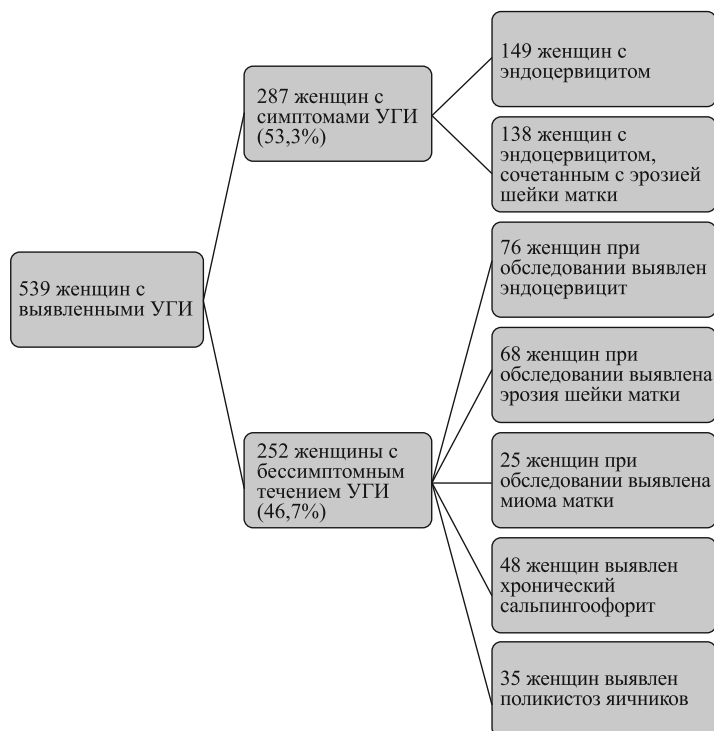 539 женщин с
выявленными УГИ
287 женщин с
симптомами УГИ
(53,3%)
252 женщины с
бессимптомным
течением УГИ
(46,7%)
149 женщин с
эндоцервицитом
138 женщин с
эндоцервицитом,
сочетанным с эрозией
шейки матки
76 женщин при
обследовании выявлен
эндоцервицит
68 женщин при
обследовании выявлена
эрозия шейки матки
25 женщин при
обследовании выявлена
миома матки
48 женщин выявлен
хронический
сальпингоофорит
35 женщин выявлен
поликистоз яичников